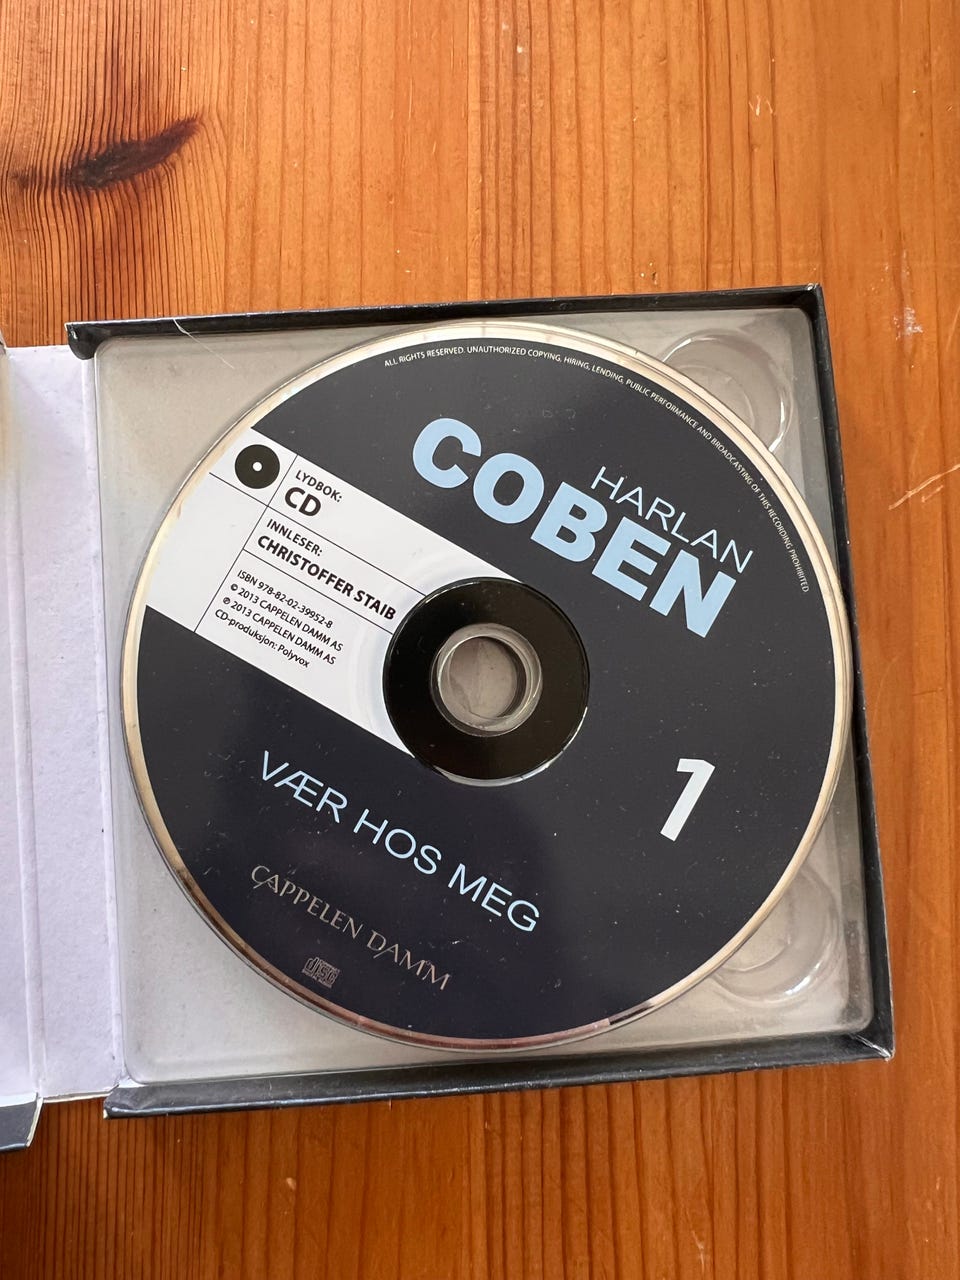 ALL RIGHTS RESERVED. UNAUTHORIZED COPYING, HIRING, LENDING, PUBLIC PERFORMANCE AND BROADCASTING OF THIS RECORDING PROHIBITED
HARLAN
COBEN
LYDBOK:
CD
INNLESER:
CHRISTOFFER STAIB
ISBN 978-82-02-39952-8
© 2013 CAPPELEN DAMM AS
℗ 2013 CAPPELEN DAMM AS
CD-produksjon: Polyvox
1
VÆR HOS MEG
CAPPELEN DAMM
disc